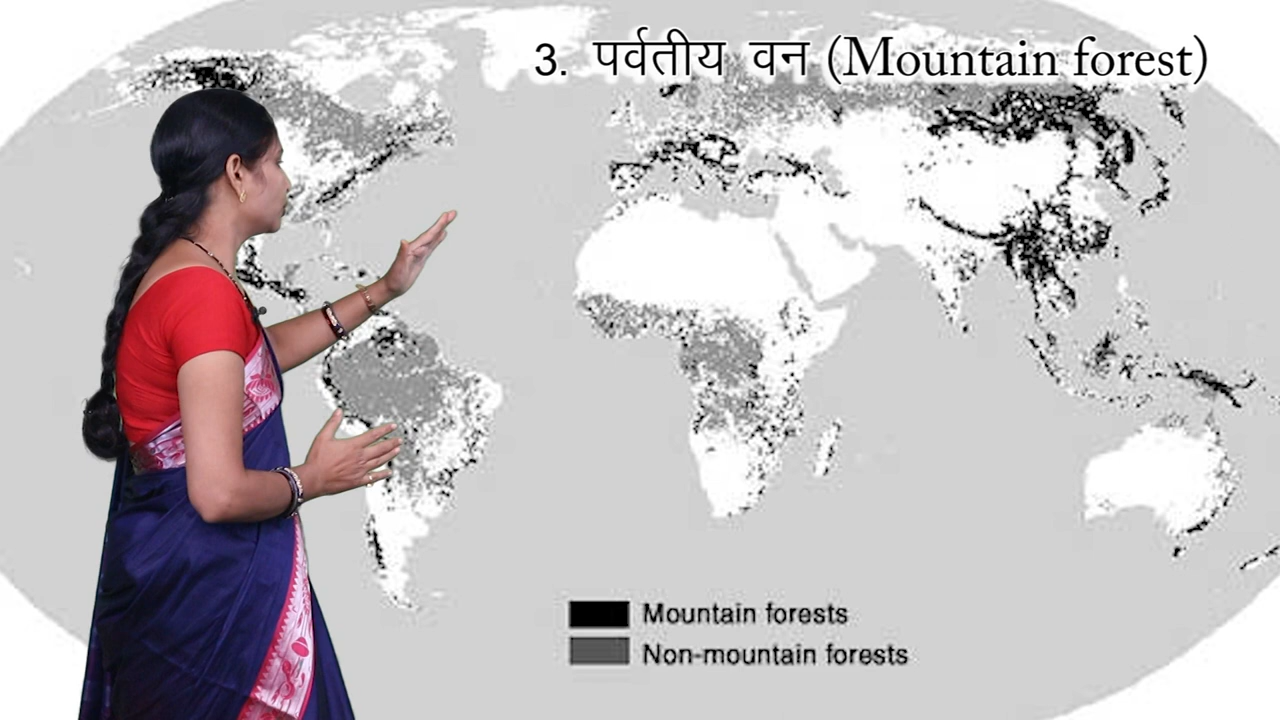 3. पर्वतीय वन (Mountain forest)
Mountain forests
Non-mountain forests